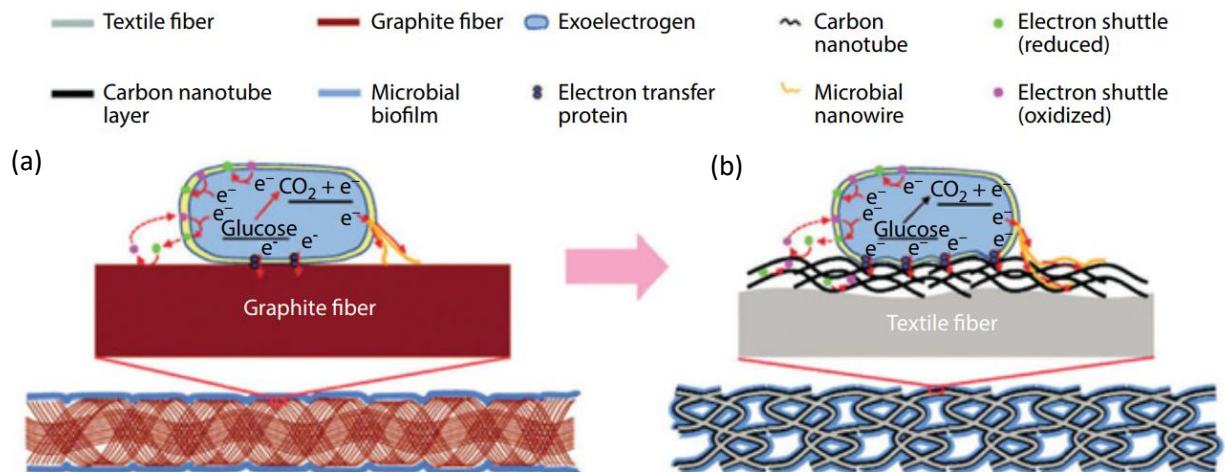 Textile fiber
Graphite fiber
Exoelectrogen
Carbon
nanotube
Electron shuttle
(reduced)
Carbon nanotube
layer
Microbial
biofilm
Electron transfer
protein
Microbial
nanowire
Electron shuttle
(oxidized)
(a)
e⁻ CO₂ + e⁻
e⁻
e⁻ e⁻
Glucose
e⁻ e⁻
Graphite fiber
(b)
e⁻ CO₂ + e⁻
e⁻
e⁻ e⁻
Glucose e⁻
e⁻ e⁻ e⁻
Textile fiber